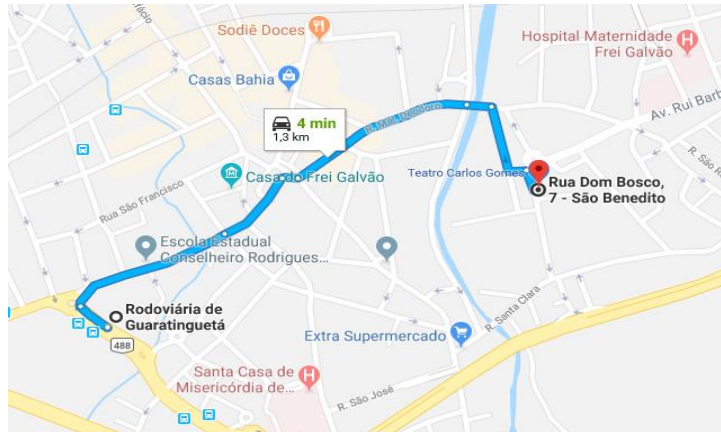 Sodiê Doces
Hospital Maternidade
Frei Galvão
Casas Bahia
4 min
1,3 km
Av. Rui Barb
Teatro Carlos Gomes
Rua Dom Bosco,
7 - São Benedito
Casa do Frei Galvão
Rua São Francisco
Escola Estadual
Conselheiro Rodrigues...
Rodoviária de
Guaratinguetá
488
Extra Supermercado
R. Santa Clara
Santa Casa de
Misericórdia de...
R. São José
R. São R